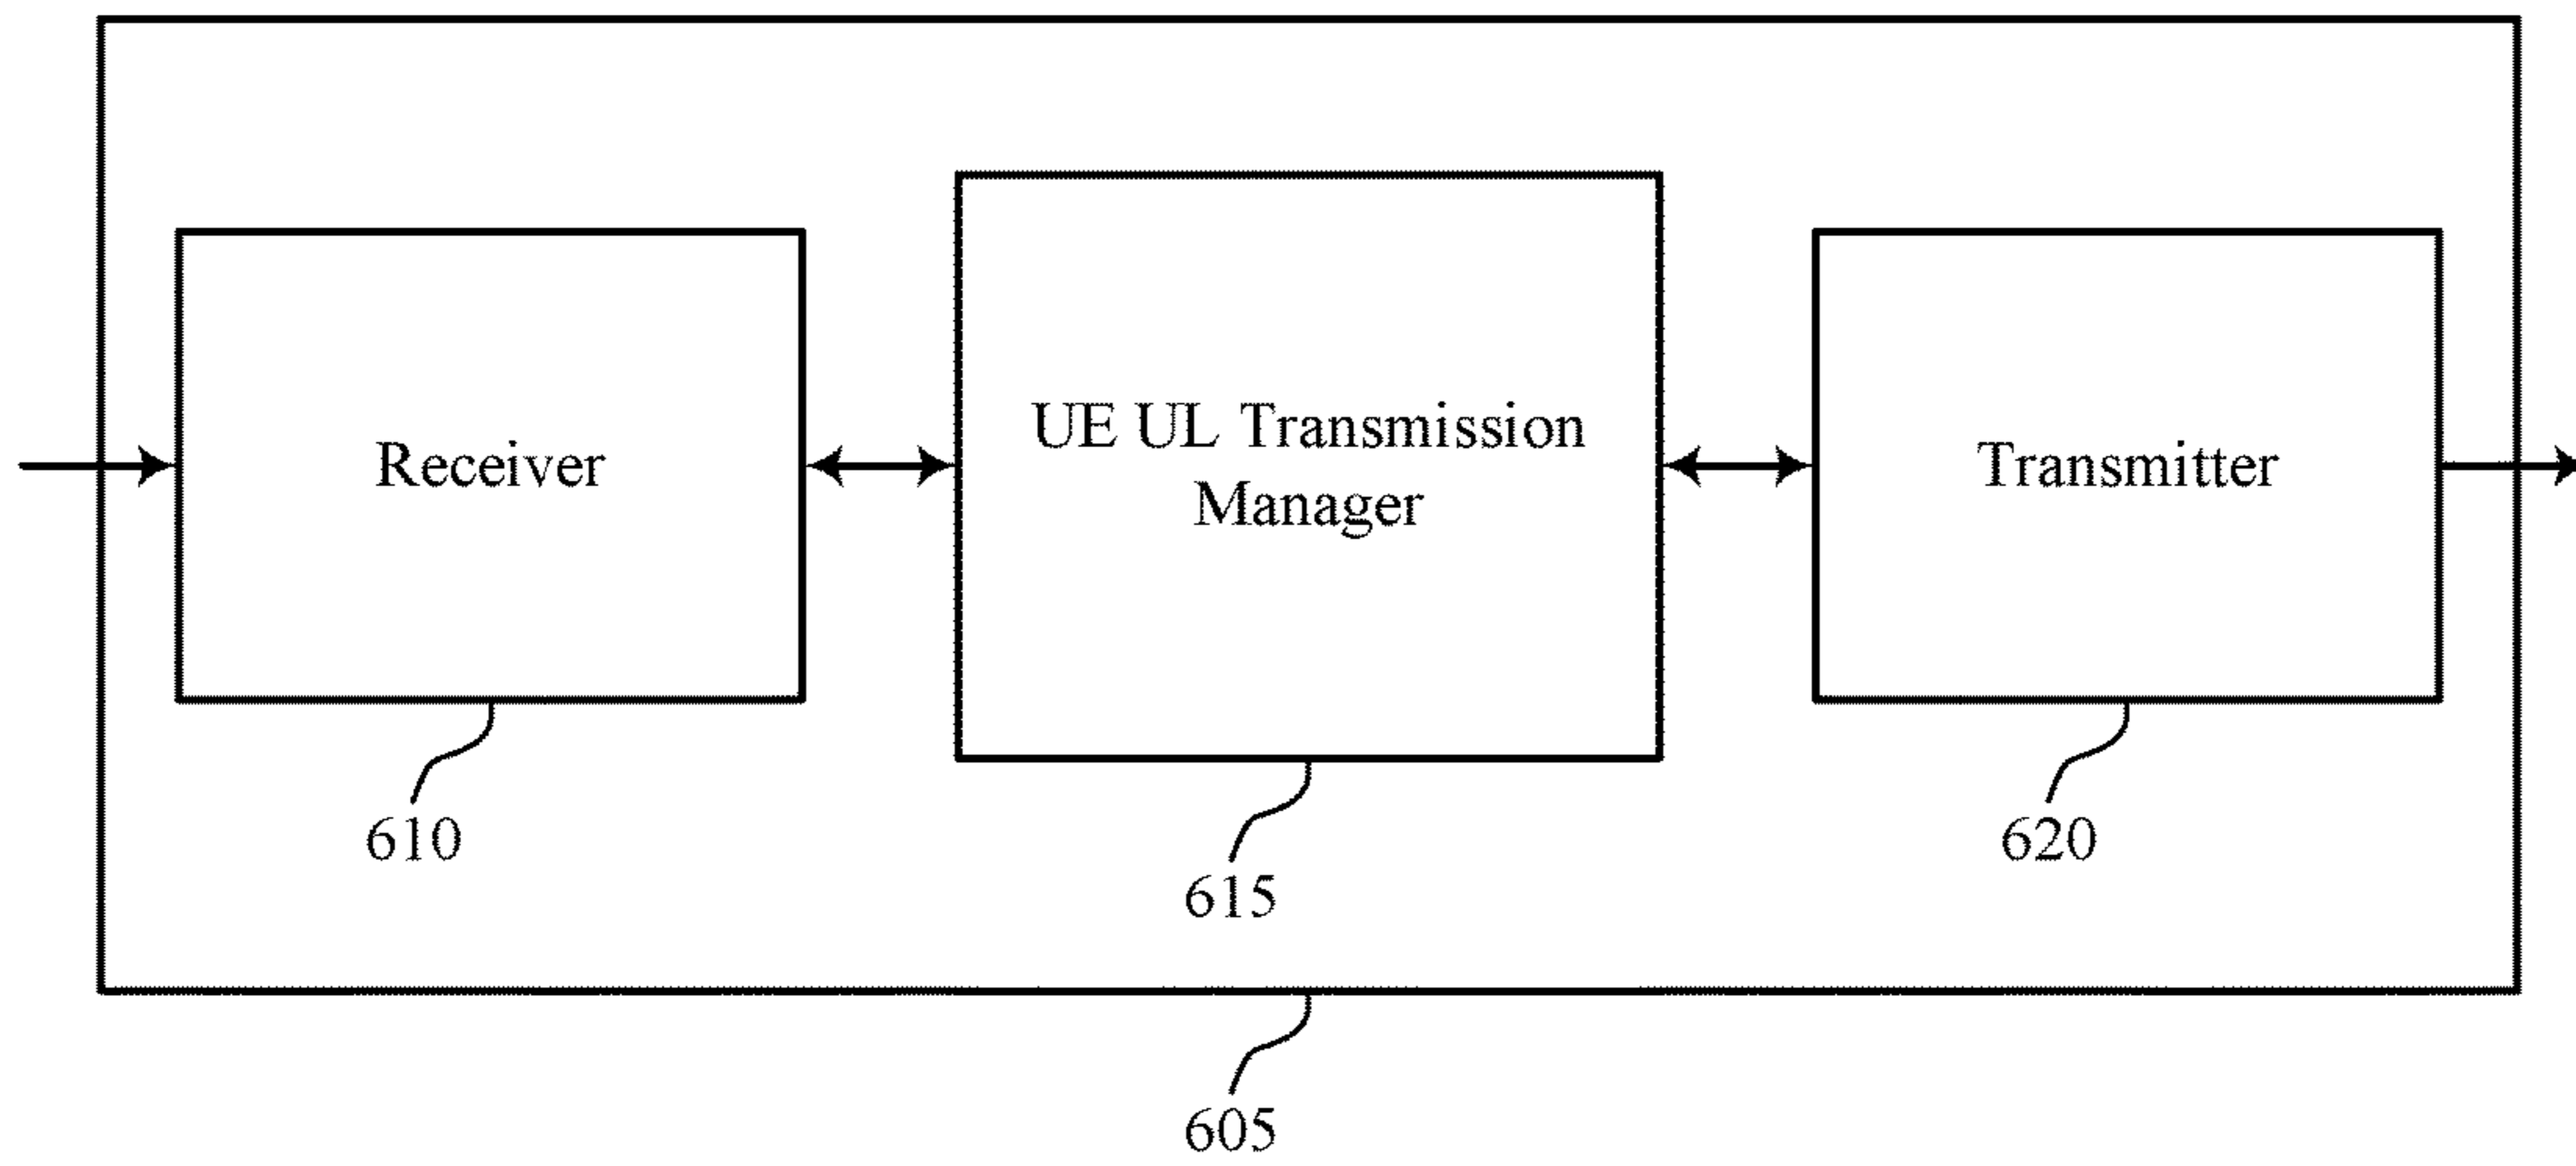 Receiver
UE UL Transmission
Manager
Transmitter
610
615
620
605